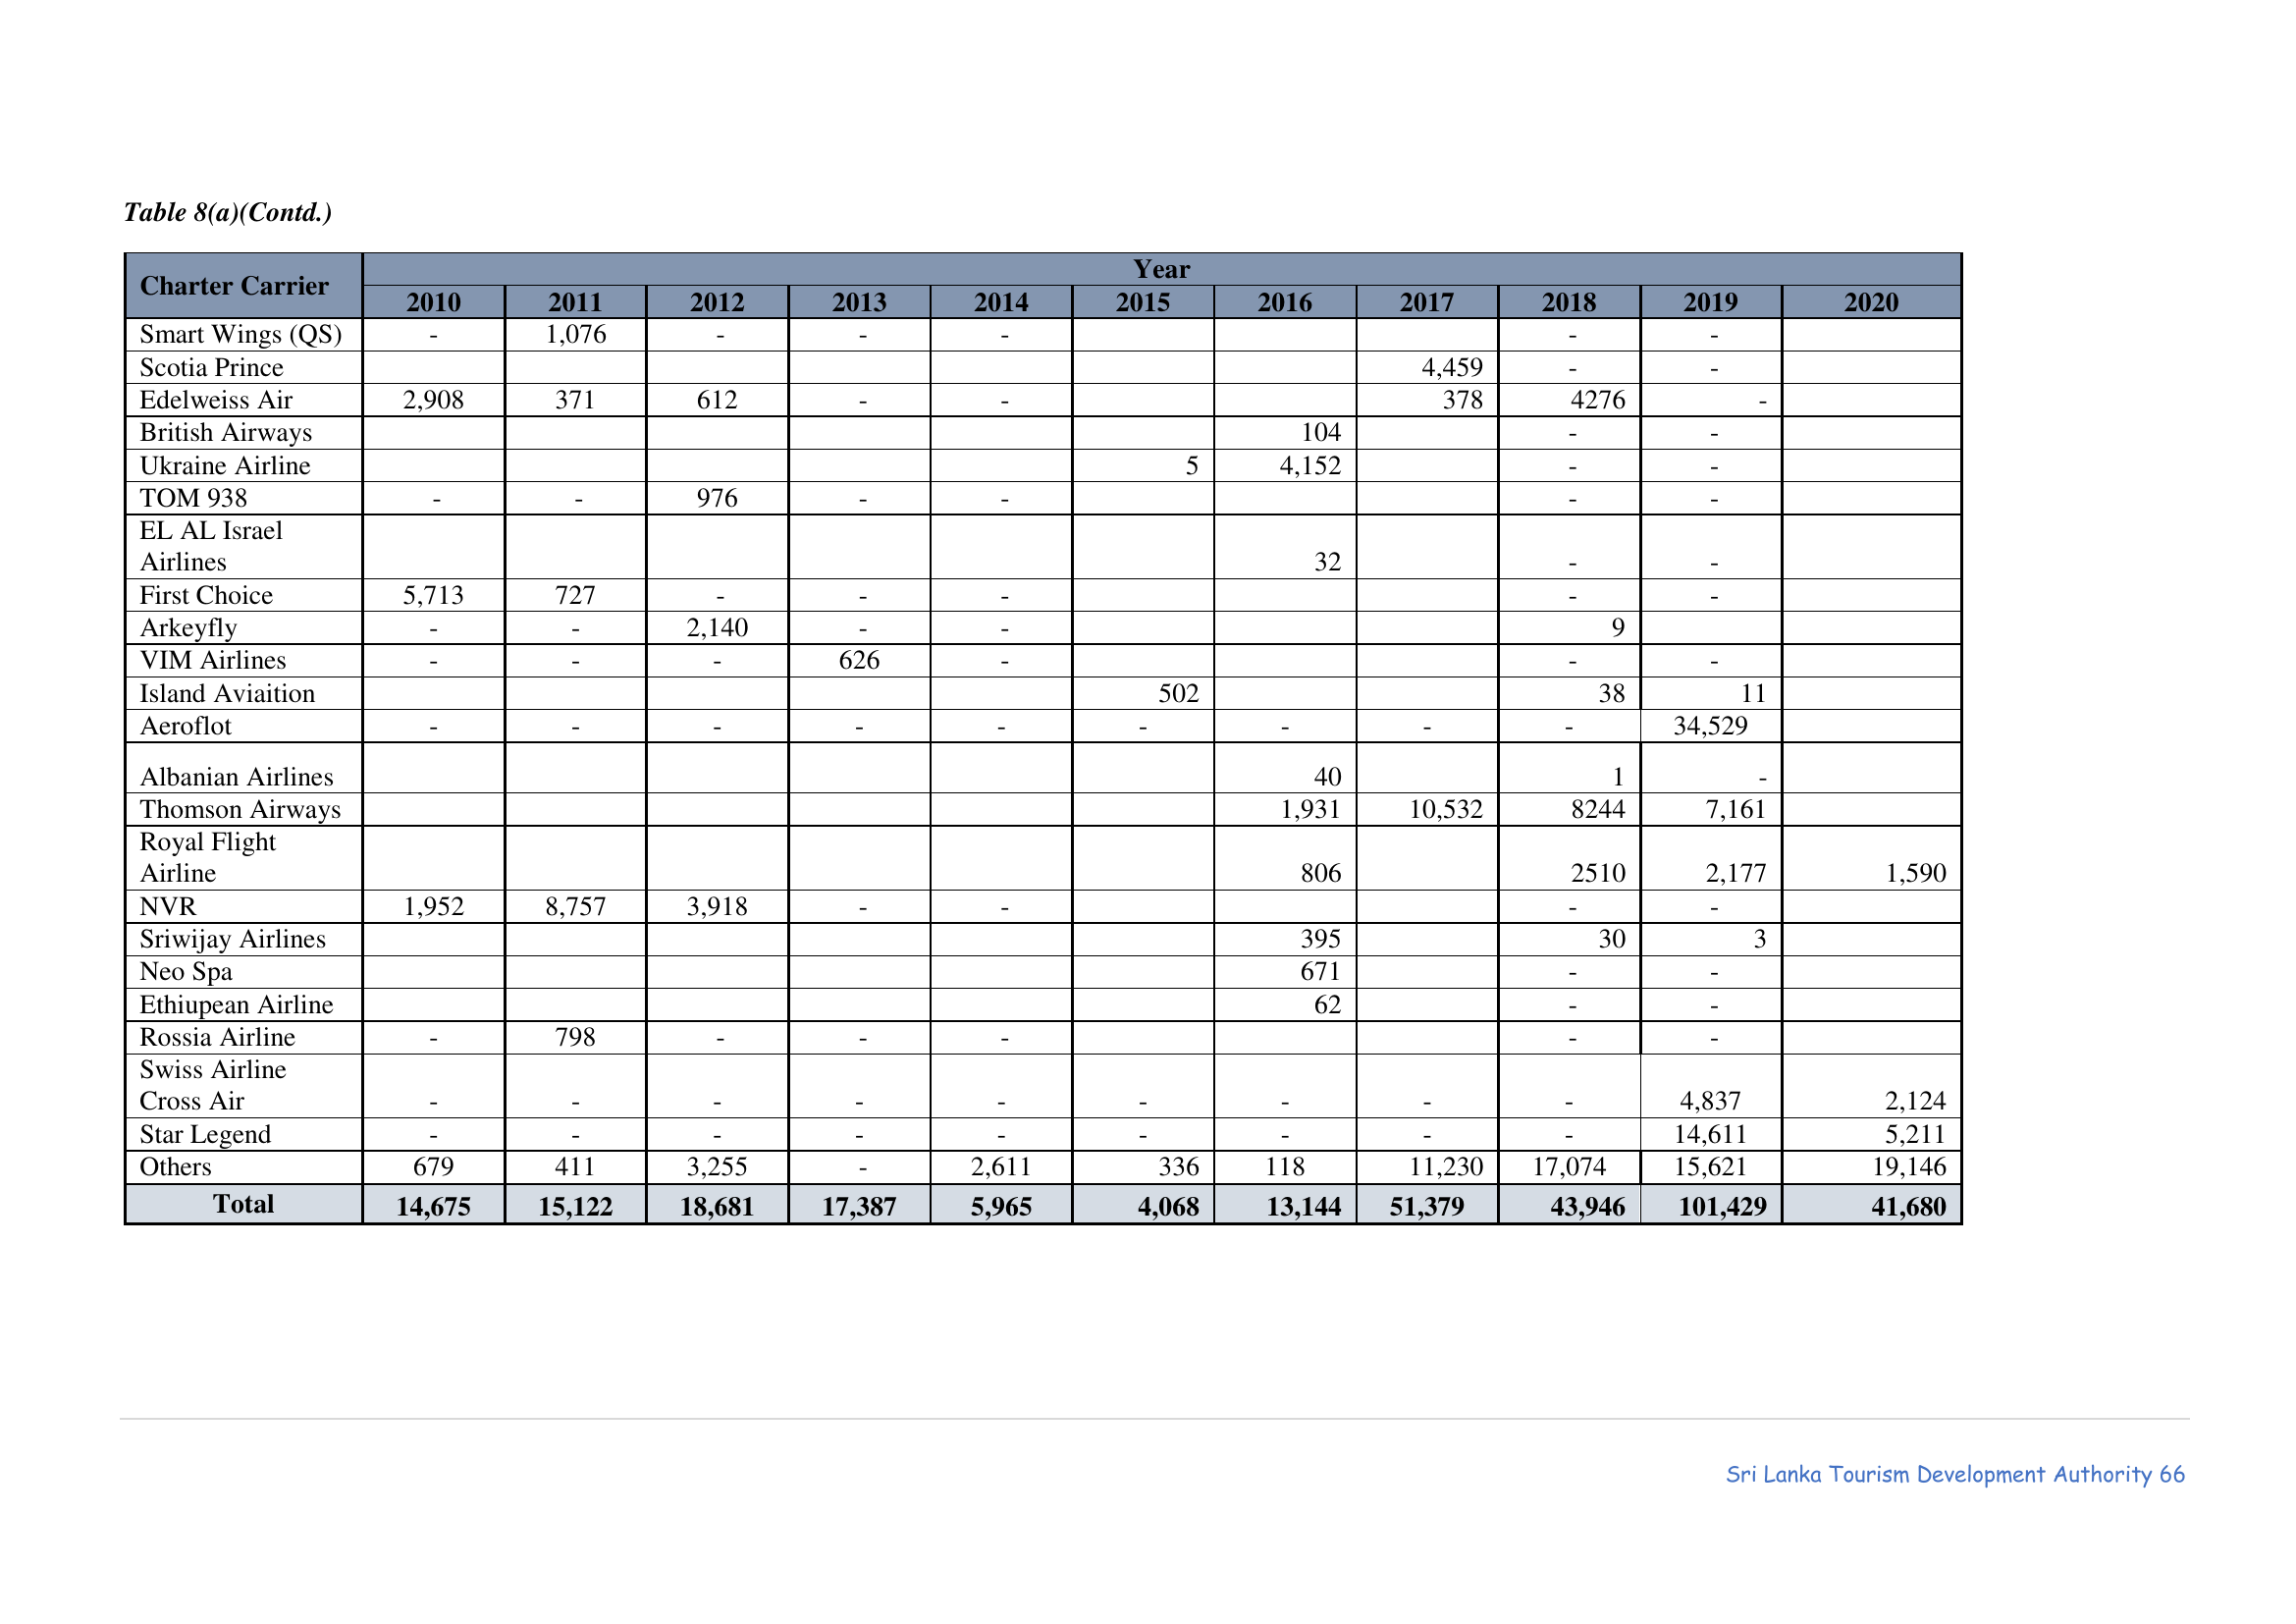 Table 8(a)(Contd.)
Charter Carrier Year
2010 2011 2012 2013 2014 2015 2016 2017 2018 2019 2020
Smart Wings (QS) - 1,076 - - - - -
Scotia Prince 4,459 - -
Edelweiss Air 2,908 371 612 - - 378 4276 -
British Airways 104 - -
Ukraine Airline 5 4,152 - -
TOM 938 - - 976 - - - -
EL AL Israel
Airlines 32 - -
First Choice 5,713 727 - - - - -
Arkeyfly - - 2,140 - - 9
VIM Airlines - - - 626 - - -
Island Aviaition 502 38 11
Aeroflot - - - - - - - - - 34,529
Albanian Airlines 40 1 -
Thomson Airways 1,931 10,532 8244 7,161
Royal Flight
Airline 806 2510 2,177 1,590
NVR 1,952 8,757 3,918 - - - -
Sriwijay Airlines 395 30 3
Neo Spa 671 - -
Ethiupean Airline 62 - -
Rossia Airline - 798 - - - - -
Swiss Airline
Cross Air - - - - - - - - - 4,837 2,124
Star Legend - - - - - - - - - 14,611 5,211
Others 679 411 3,255 - 2,611 336 118 11,230 17,074 15,621 19,146
Total 14,675 15,122 18,681 17,387 5,965 4,068 13,144 51,379 43,946 101,429 41,680
Sri Lanka Tourism Development Authority 66